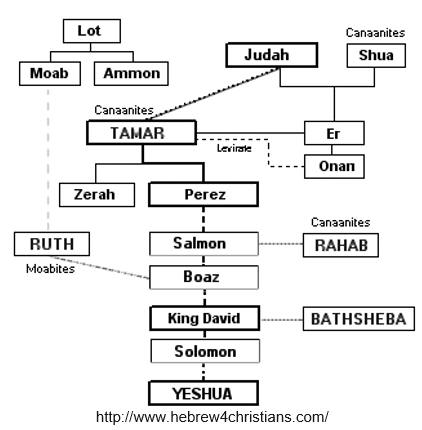 Lot
Canaanites
Judah
Shua
Moab
Ammon
Canaanites
TAMAR
Levirate
Er
Onan
Zerah
Perez
Canaanites
RUTH
Salmon
RAHAB
Moabites
Boaz
King David
BATHSHEBA
Solomon
YESHUA
http://www.hebrew4christians.com/